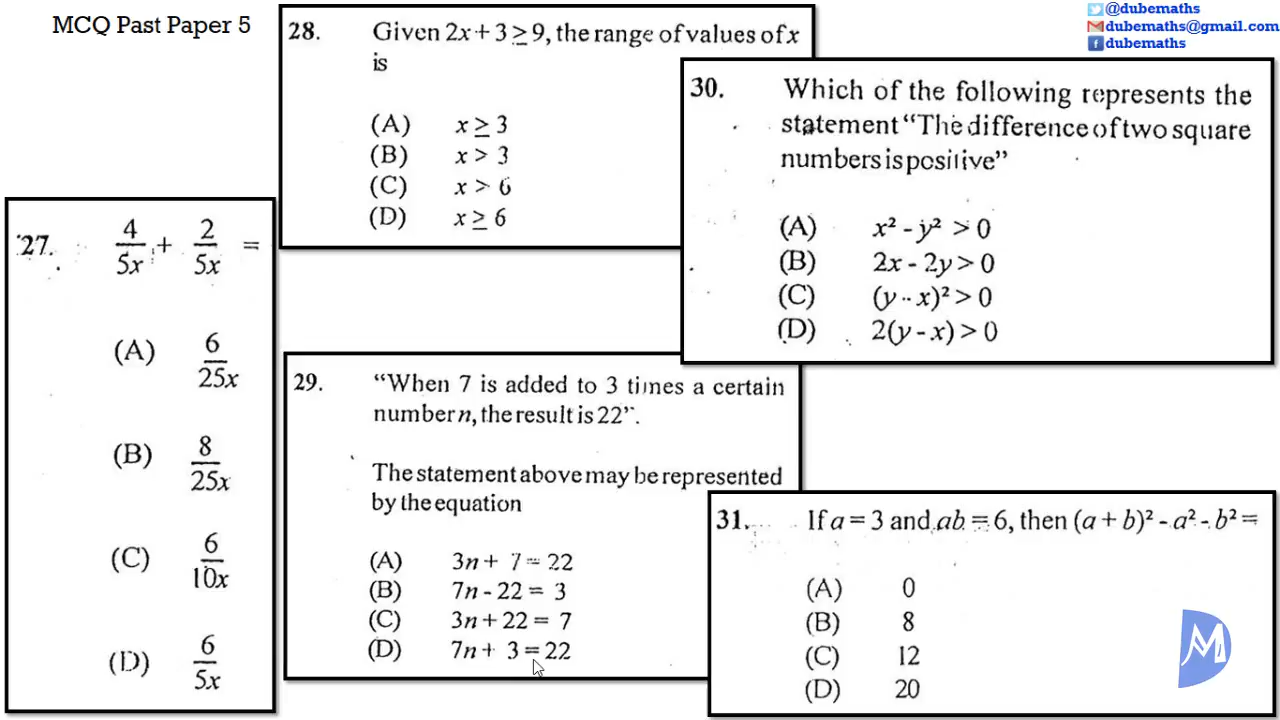 MCQ Past Paper 5
@dubemaths
dubemaths@gmail.com
dubemaths
27. 4/5x + 2/5x =
(A) 6/25x
(B) 8/25x
(C) 6/10x
(D) 6/5x
28. Given 2x + 3 ≥ 9, the range of values of x
is
(A) x ≥ 3
(B) x > 3
(C) x > 6
(D) x ≥ 6
29. "When 7 is added to 3 times a certain
number n, the result is 22".
The statement above may be represented
by the equation
(A) 3n + 7 = 22
(B) 7n - 22 = 3
(C) 3n + 22 = 7
(D) 7n + 3 = 22
30. Which of the following represents the
statement "The difference of two square
numbers is positive"
(A) x² - y² > 0
(B) 2x - 2y > 0
(C) (y - x)² > 0
(D) 2(y - x) > 0
31. If a = 3 and ab = 6, then (a + b)² - a² - b² =
(A) 0
(B) 8
(C) 12
(D) 20
DM